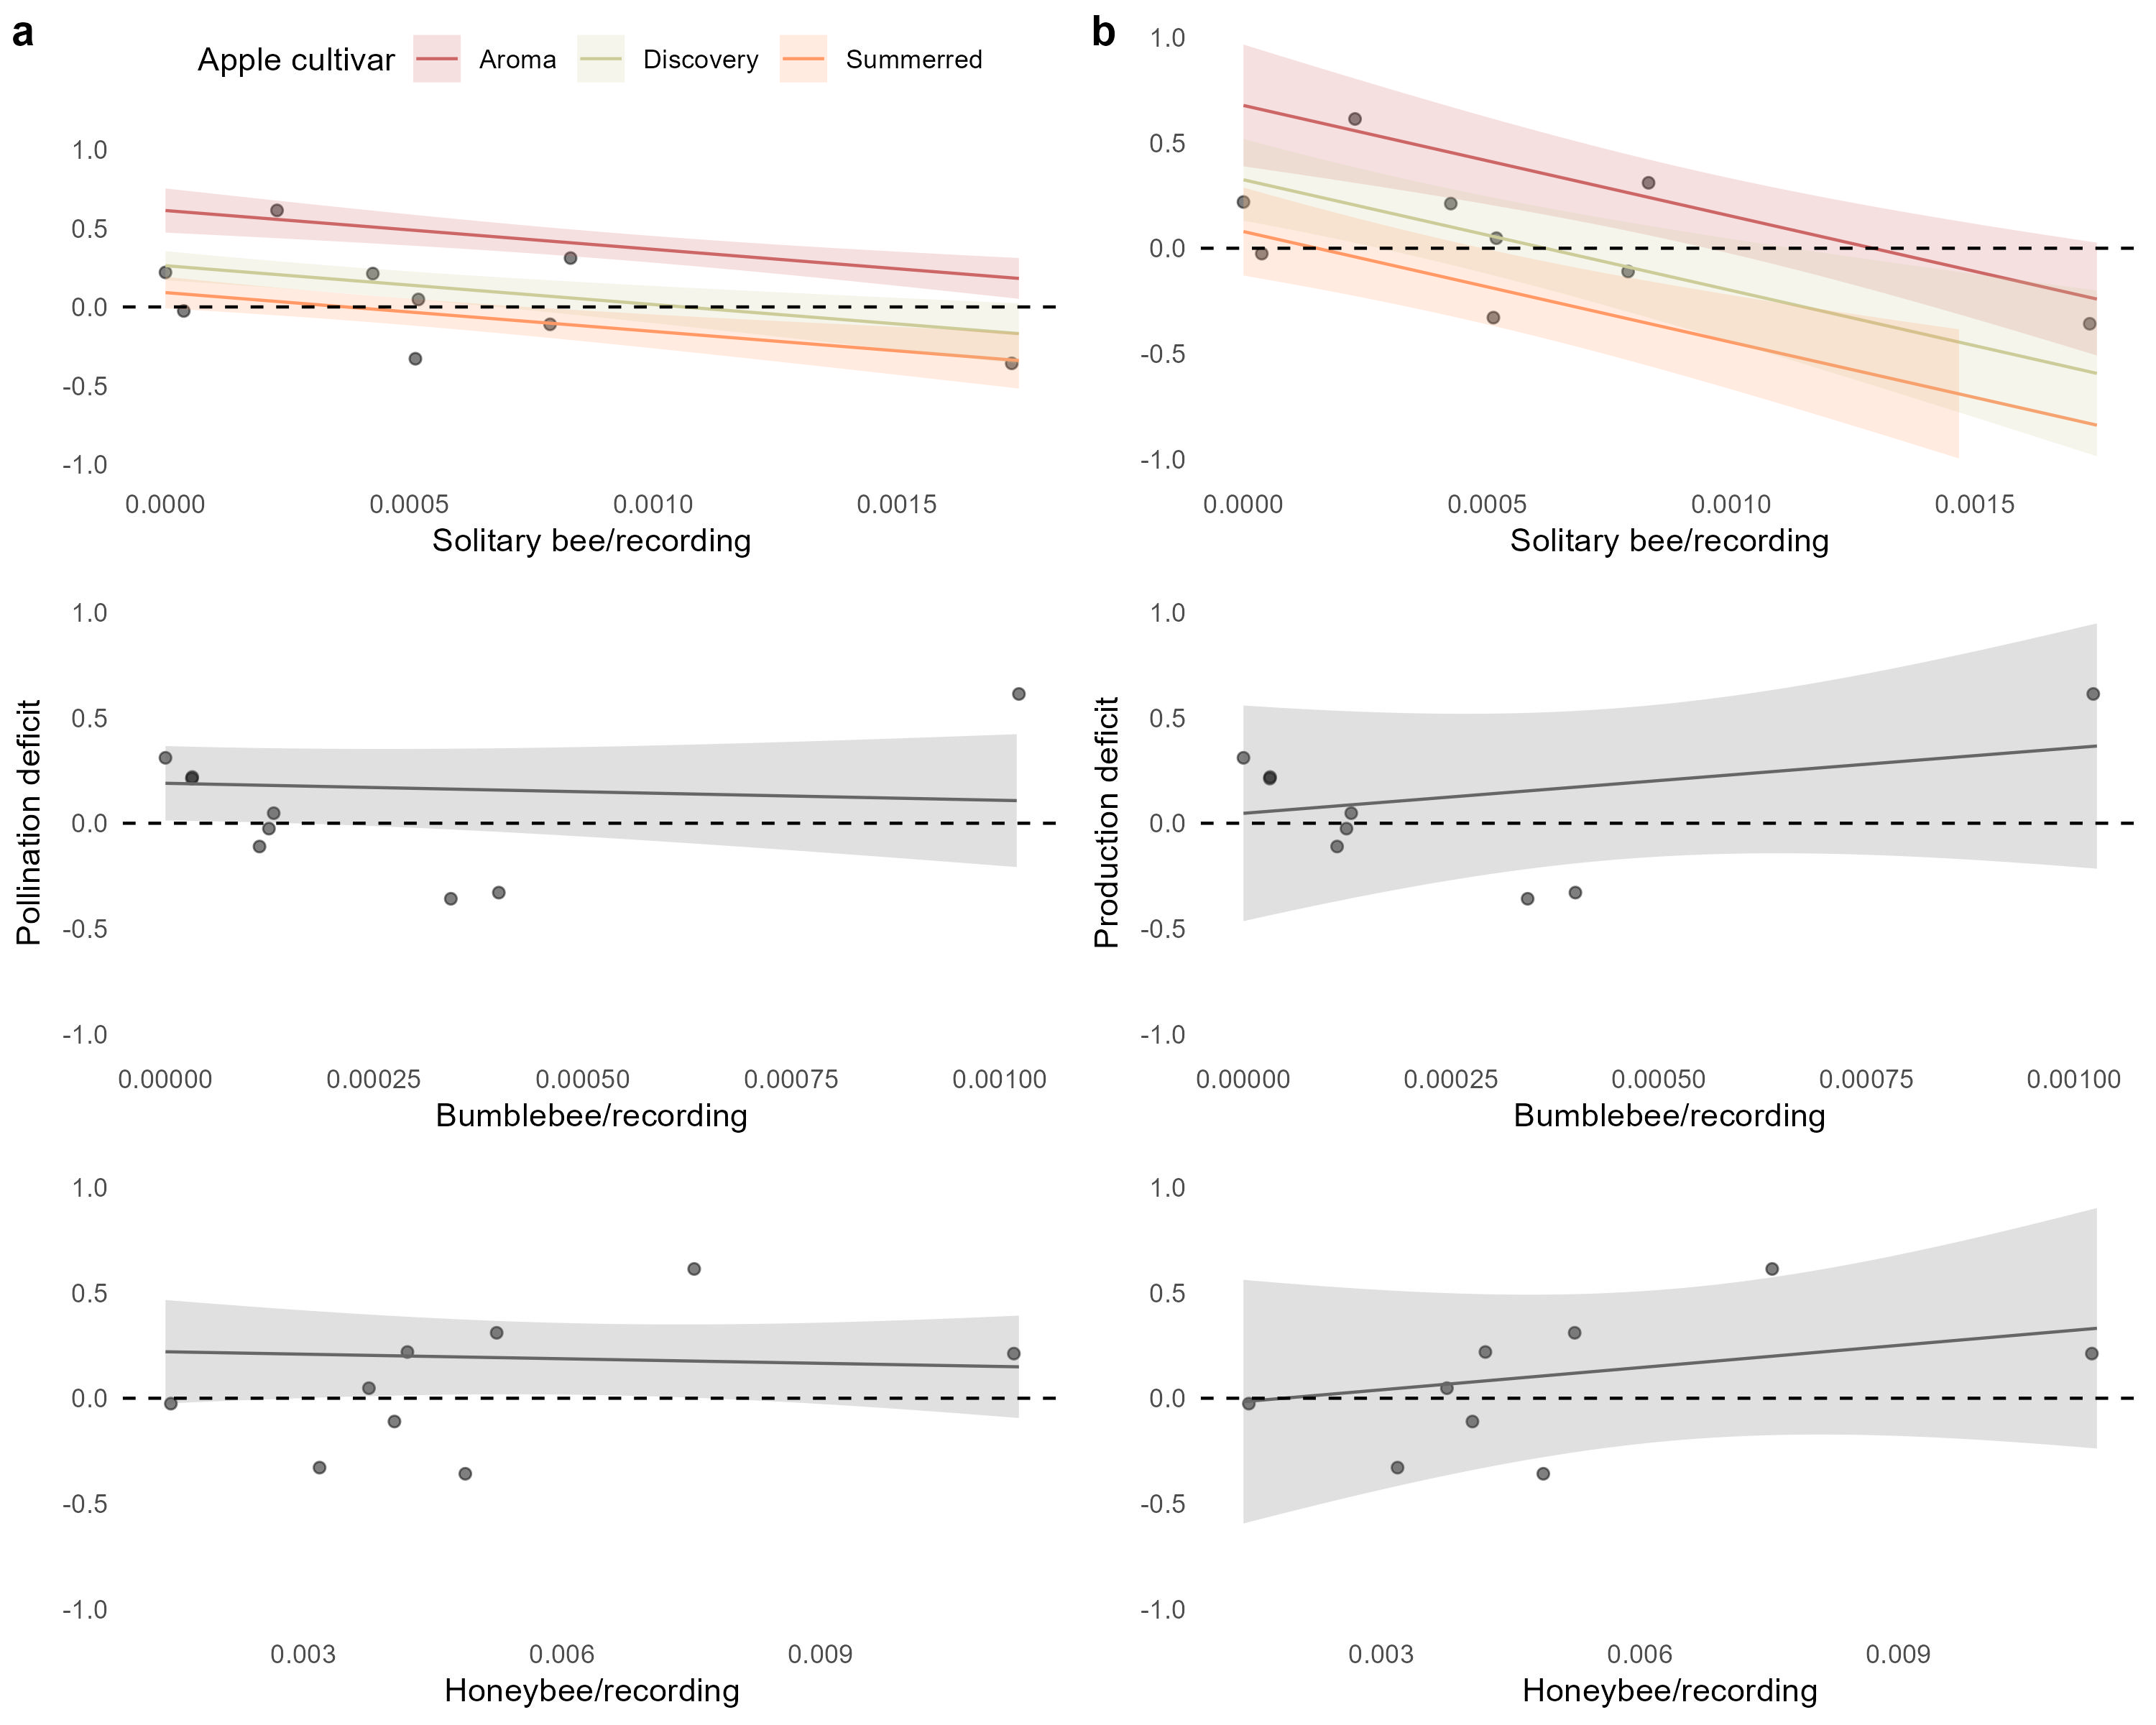 a
Apple cultivar Aroma Discovery Summerred
1.0
0.5
0.0
-0.5
-1.0
0.0000 0.0005 0.0010 0.0015
Solitary bee/recording
b
1.0
0.5
0.0
-0.5
-1.0
0.0000 0.0005 0.0010 0.0015
Solitary bee/recording
Pollination deficit
1.0
0.5
0.0
-0.5
-1.0
0.00000 0.00025 0.00050 0.00075 0.00100
Bumblebee/recording
Production deficit
1.0
0.5
0.0
-0.5
-1.0
0.00000 0.00025 0.00050 0.00075 0.00100
Bumblebee/recording
1.0
0.5
0.0
-0.5
-1.0
0.003 0.006 0.009
Honeybee/recording
1.0
0.5
0.0
-0.5
-1.0
0.003 0.006 0.009
Honeybee/recording